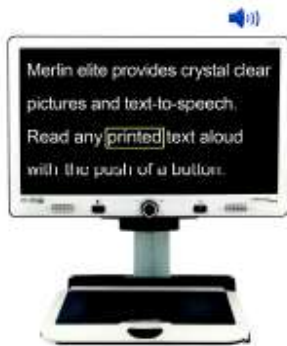 Merlin elite provides crystal clear
pictures and text-to-speech.
Read any printed text aloud
with the push of a button.